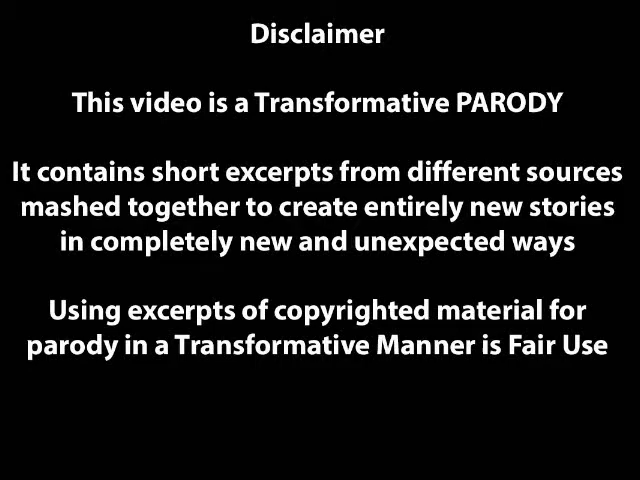 Disclaimer
This video is a Transformative PARODY
It contains short excerpts from different sources
mashed together to create entirely new stories
in completely new and unexpected ways
Using excerpts of copyrighted material for
parody in a Transformative Manner is Fair Use